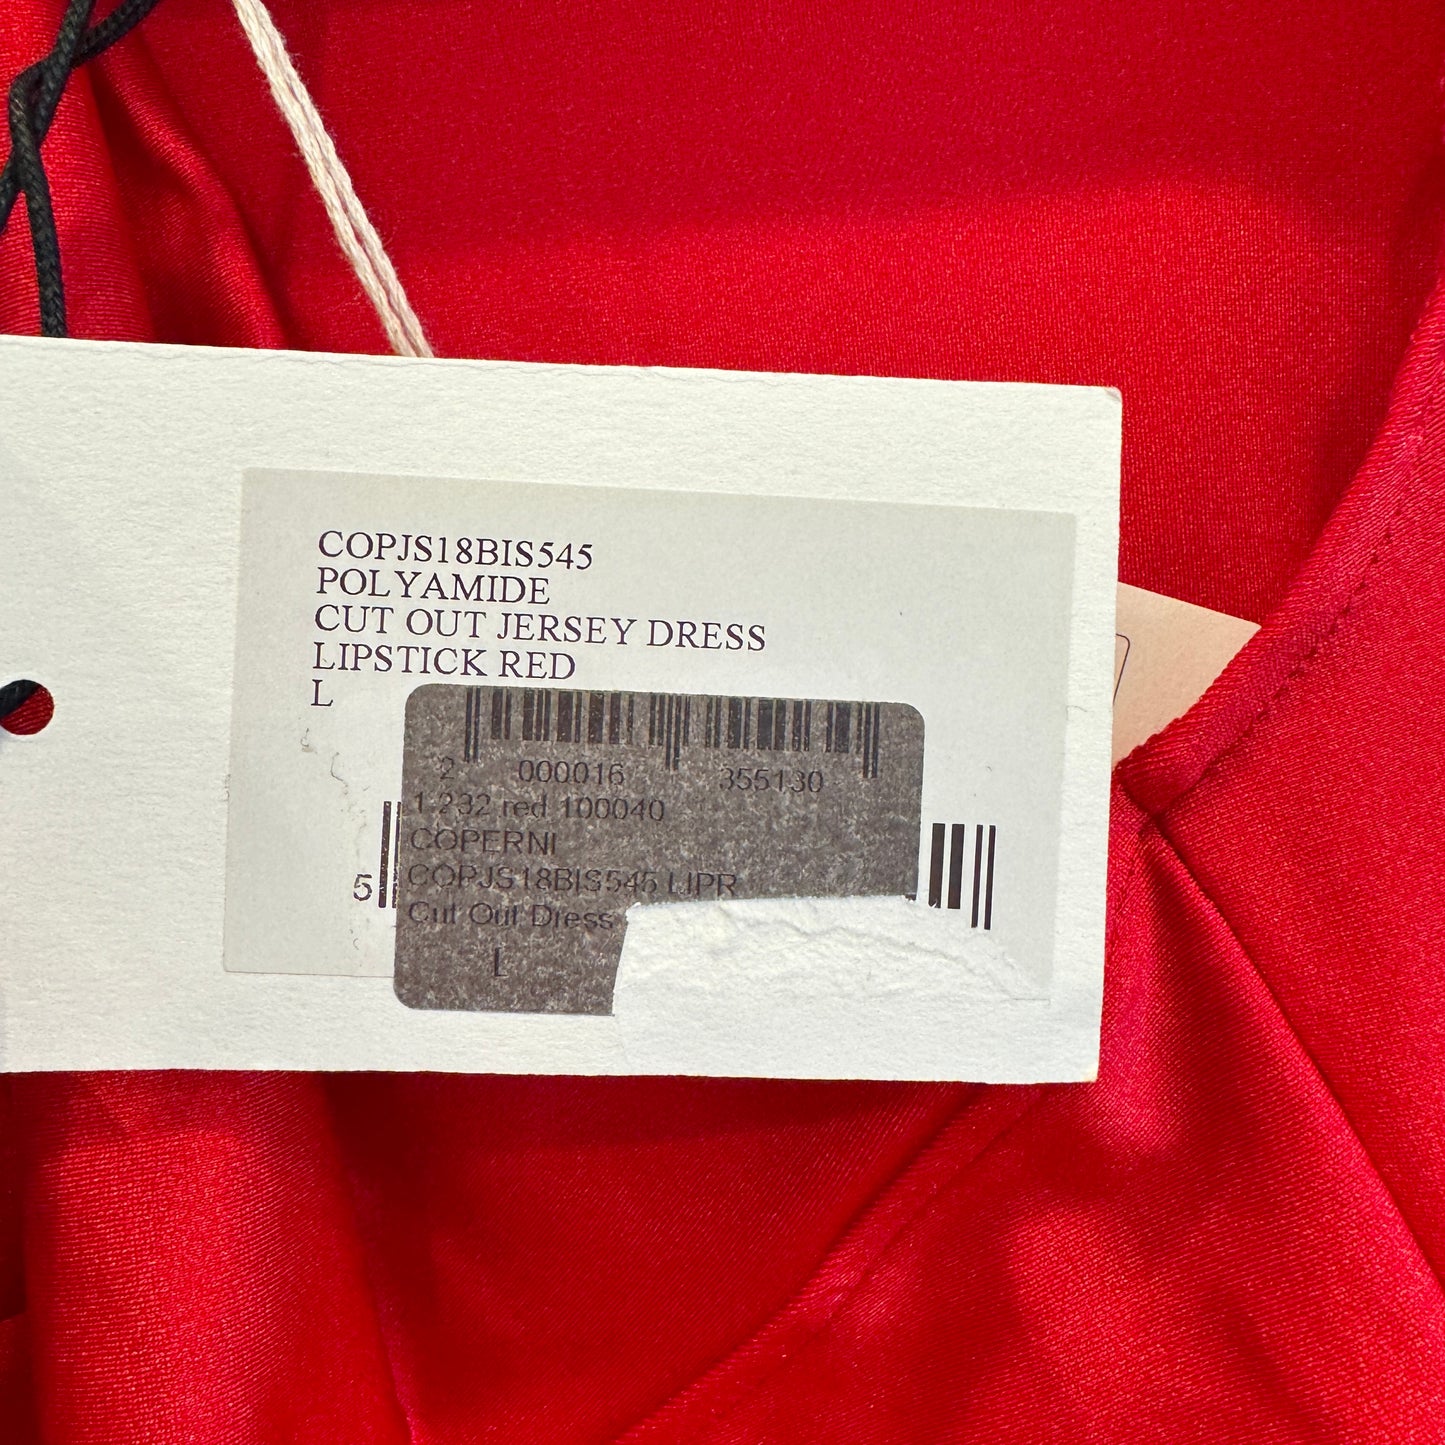 COPJS18BIS545
POLYAMIDE
CUT OUT JERSEY DRESS
LIPSTICK RED
L
2 000016 355130
1.232 red 100040
COPERNI
5
COPJS18BIS545 LIPR
Cut Out Dress
L